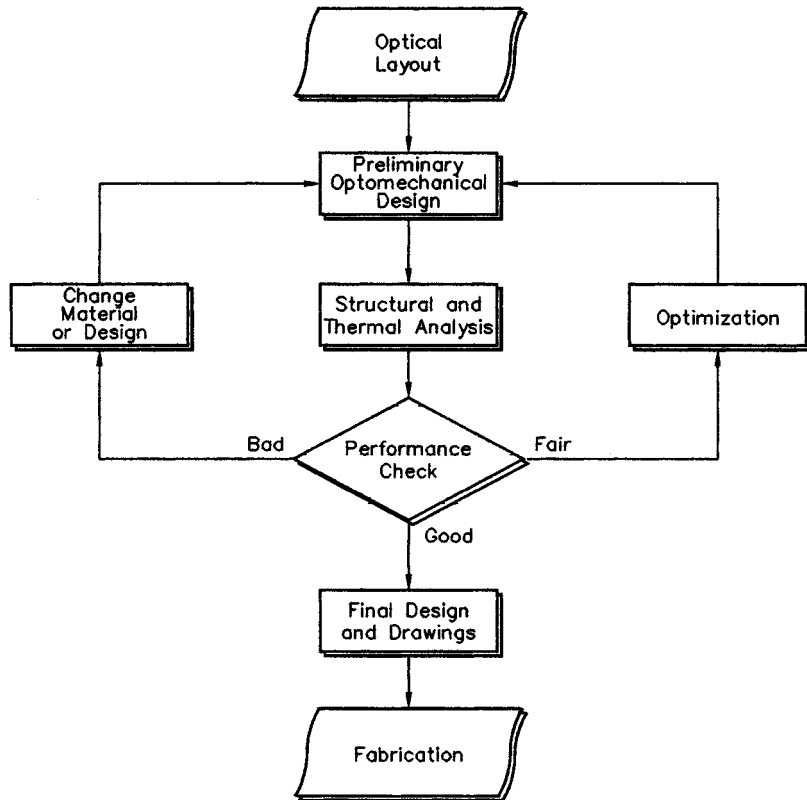 Optical
Layout
Preliminary
Optomechanical
Design
Change
Material
or Design
Structural and
Thermal Analysis
Optimization
Bad
Performance
Check
Fair
Good
Final Design
and Drawings
Fabrication